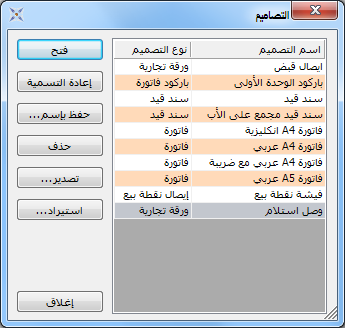 التصاميم
اسم التصميم نوع التصميم
إيصال قبض ورقة تجارية
باركود الوحدة الأولى باركود فاتورة
سند قيد سند قيد
سند قيد مجمع على الأب سند قيد
فاتورة A4 انكليزية فاتورة
فاتورة A4 عربي فاتورة
فاتورة A4 عربي مع ضريبة فاتورة
فاتورة A5 عربي فاتورة
فيشة نقطة بيع إيصال نقطة بيع
وصل استلام ورقة تجارية
فتح
إعادة التسمية
حفظ بإسم...
حذف
تصدير...
استيراد...
إغلاق